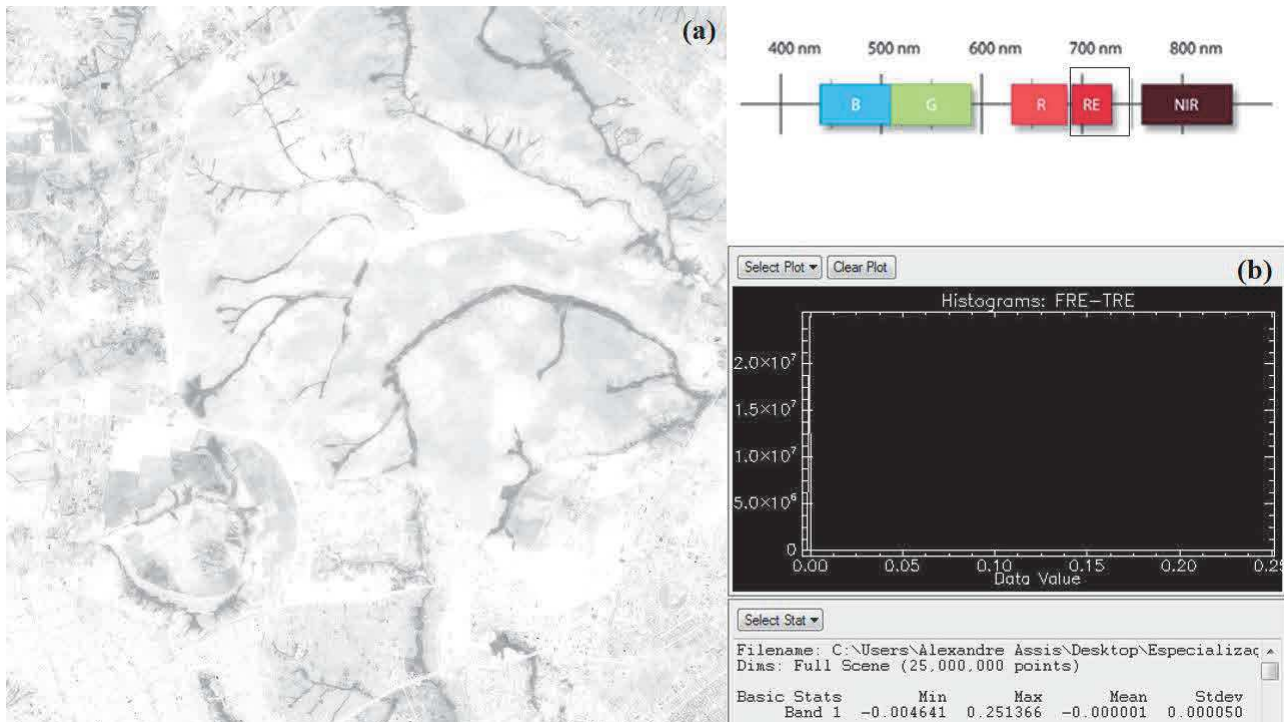 (a)
400 nm 500 nm 600 nm 700 nm 800 nm
B G R RE NIR
Select Plot Clear Plot
(b)
Histograms: FRE-TRE
2.0×10⁷
1.5×10⁷
1.0×10⁷
5.0×10⁶
0
0.00 0.05 0.10 0.15 0.20 0.25
Data Value
Select Stat
Filename: C:\Users\Alexandre Assis\Desktop\Especializaç
Dims: Full Scene (25.000.000 points)
Basic Stats Min Max Mean Stdev
Band 1 -0.004641 0.251366 -0.000001 0.000050